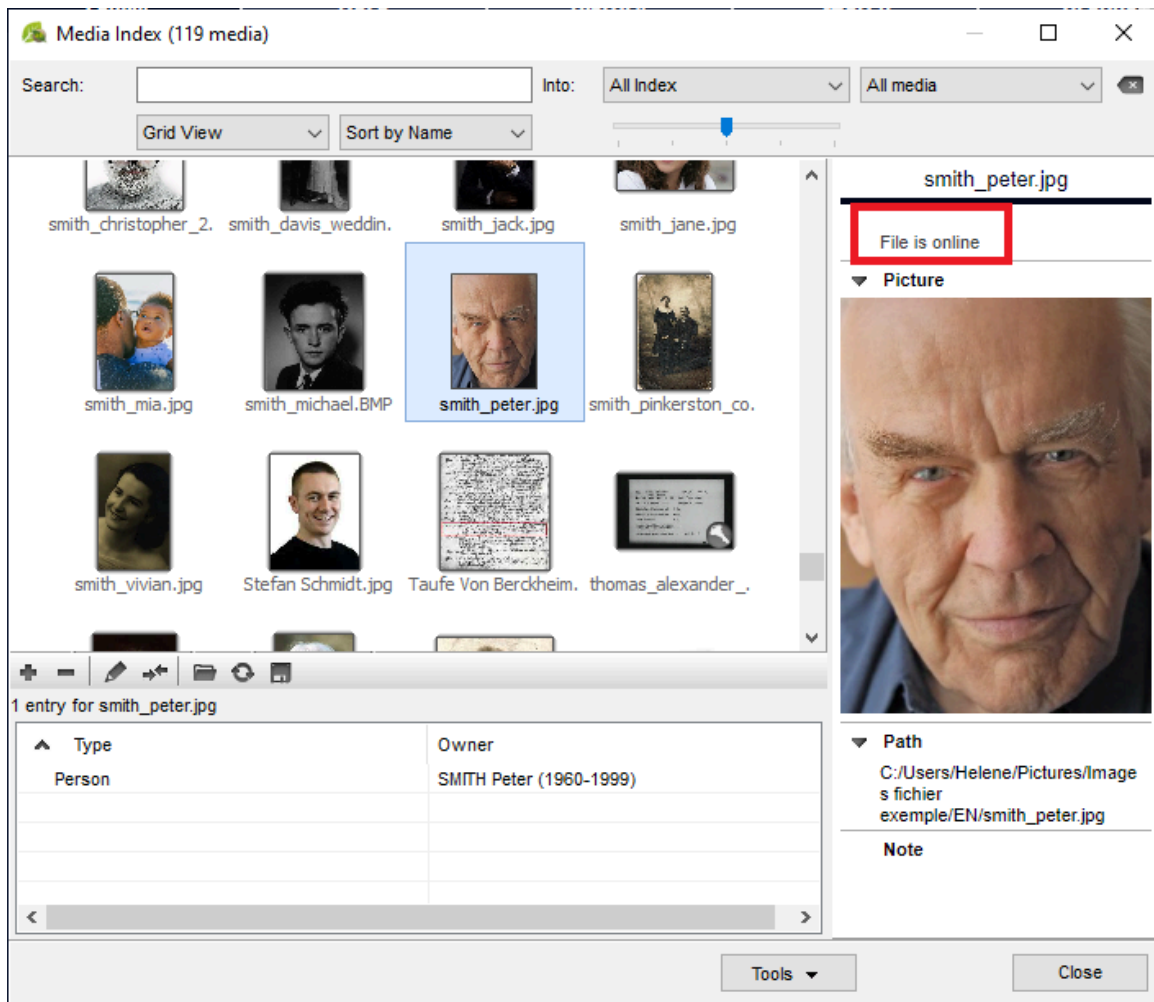 Media Index (119 media)
Search:
Into:
All Index
All media
Grid View
Sort by Name
smith_christopher_2.
smith_davis_weddin.
smith_jack.jpg
smith_jane.jpg
smith_mia.jpg
smith_michael.BMP
smith_peter.jpg
smith_pinkerston_co.
smith_vivian.jpg
Stefan Schmidt.jpg
Taufe Von Berckheim.
thomas_alexander_.
1 entry for smith_peter.jpg
Type
Owner
Person
SMITH Peter (1960-1999)
smith_peter.jpg
File is online
Picture
Path
C:/Users/Helene/Pictures/Image
s fichier
exemple/EN/smith_peter.jpg
Note
Tools
Close